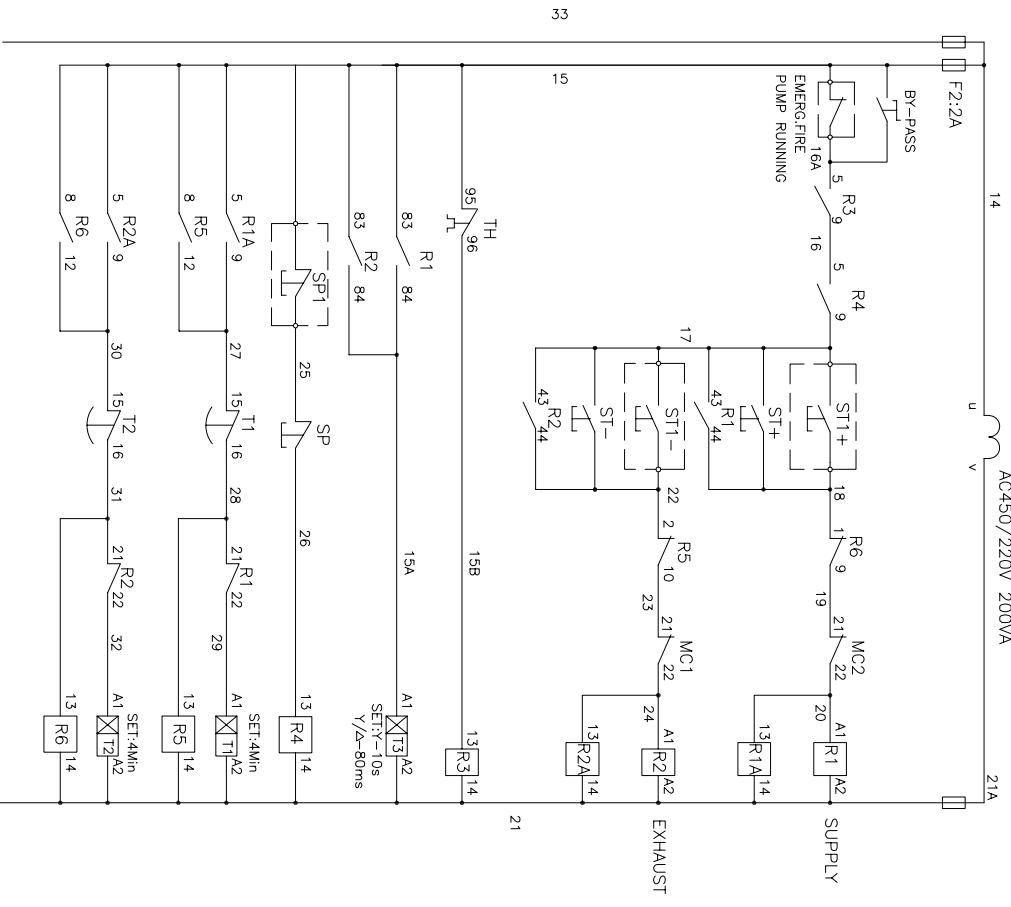 33
15
F2:2A
14
u
v
AC450/220V 200VA
21A
21
BY-PASS
EMERG.FIRE
PUMP RUNNING
16A
5
R3
9
16
5
R4
9
17
ST1+
18
11
R6
9
19
21
MC2
22
20
A1
R1
A2
SUPPLY
ST+
43
R1
44
13
R1A
14
ST1-
22
2
R5
10
23
21
MC1
22
24
A1
R2
A2
EXHAUST
ST-
43
R2
44
13
R2A
14
95
TH
96
15B
13
R3
14
83
R1
84
15A
A1
T3
A2
SET:Y-10s
Y/Δ-80ms
83
R2
84
SP1
25
SP
26
13
R4
14
5
R1A
9
27
15
T1
16
28
21
R1
22
29
A1
T1
A2
SET:4Min
8
R5
12
13
R5
14
5
R2A
9
30
15
T2
16
31
21
R2
22
32
A1
T2
A2
SET:4Min
8
R6
12
13
R6
14